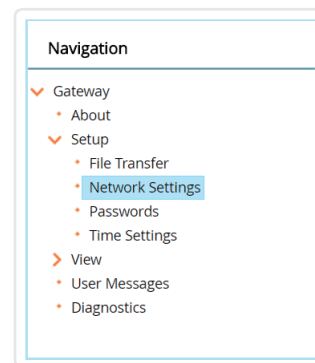 Navigation
Gateway
About
Setup
File Transfer
Network Settings
Passwords
Time Settings
View
User Messages
Diagnostics